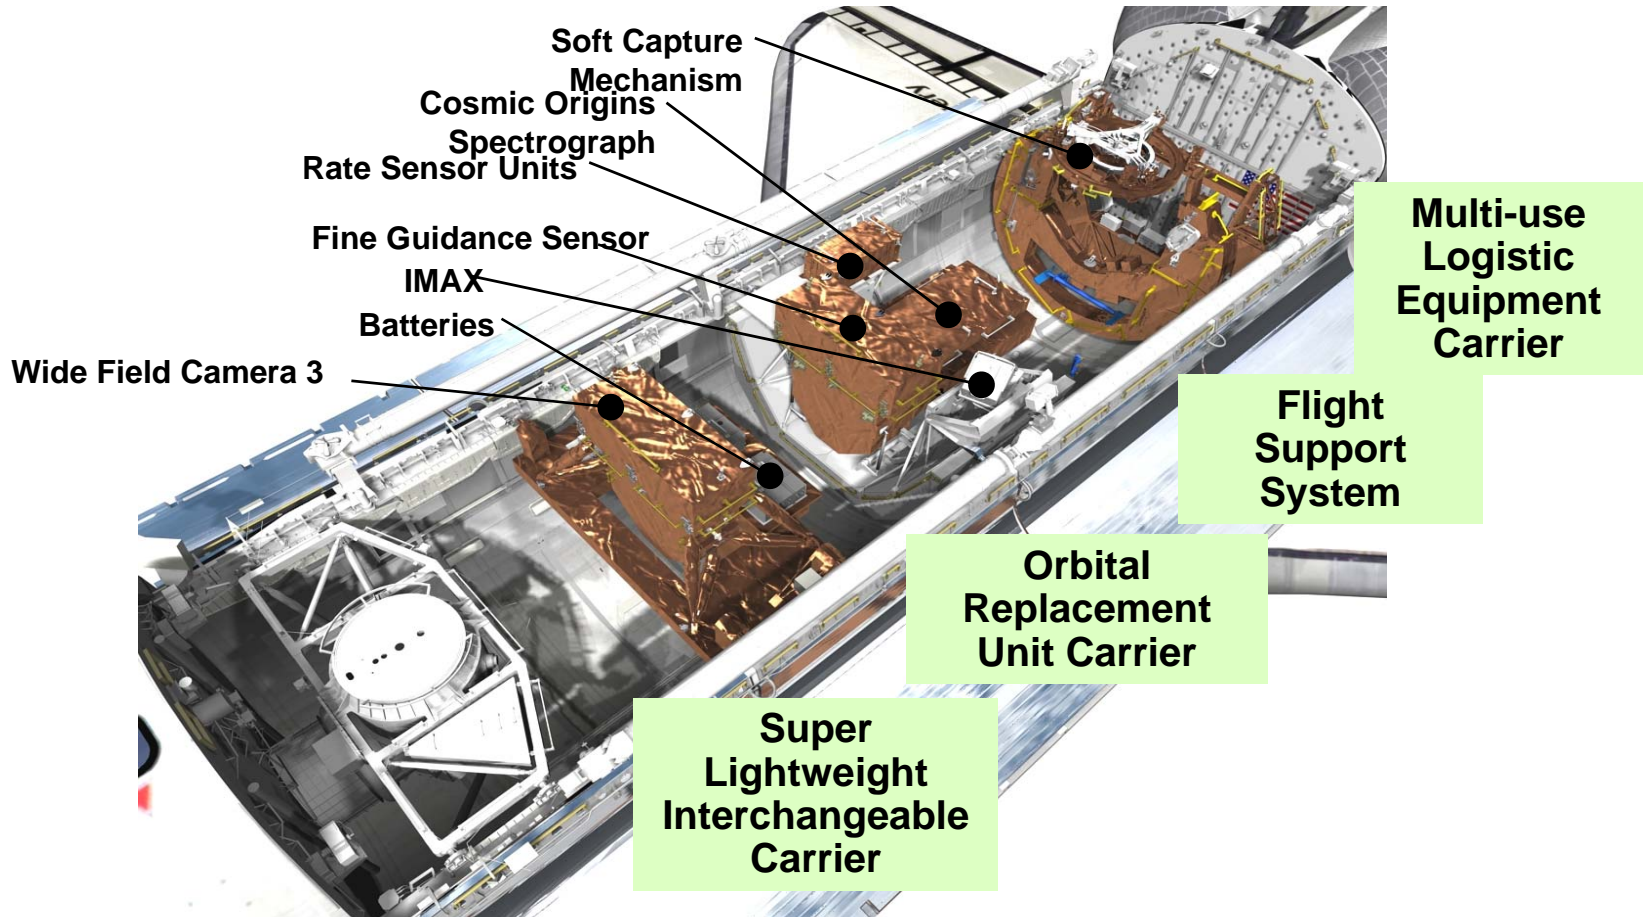 Soft Capture
Mechanism
Cosmic Origins
Spectrograph
Rate Sensor Units
Fine Guidance Sensor
IMAX
Batteries
Wide Field Camera 3
Multi-use
Logistic
Equipment
Carrier
Flight
Support
System
Orbital
Replacement
Unit Carrier
Super
Lightweight
Interchangeable
Carrier